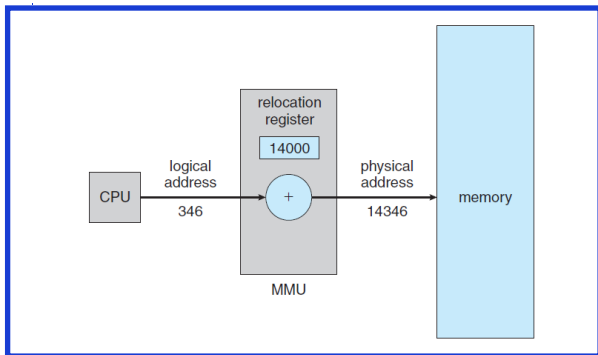 relocation
register
14000
logical
address
physical
address
CPU
+
memory
346
14346
MMU